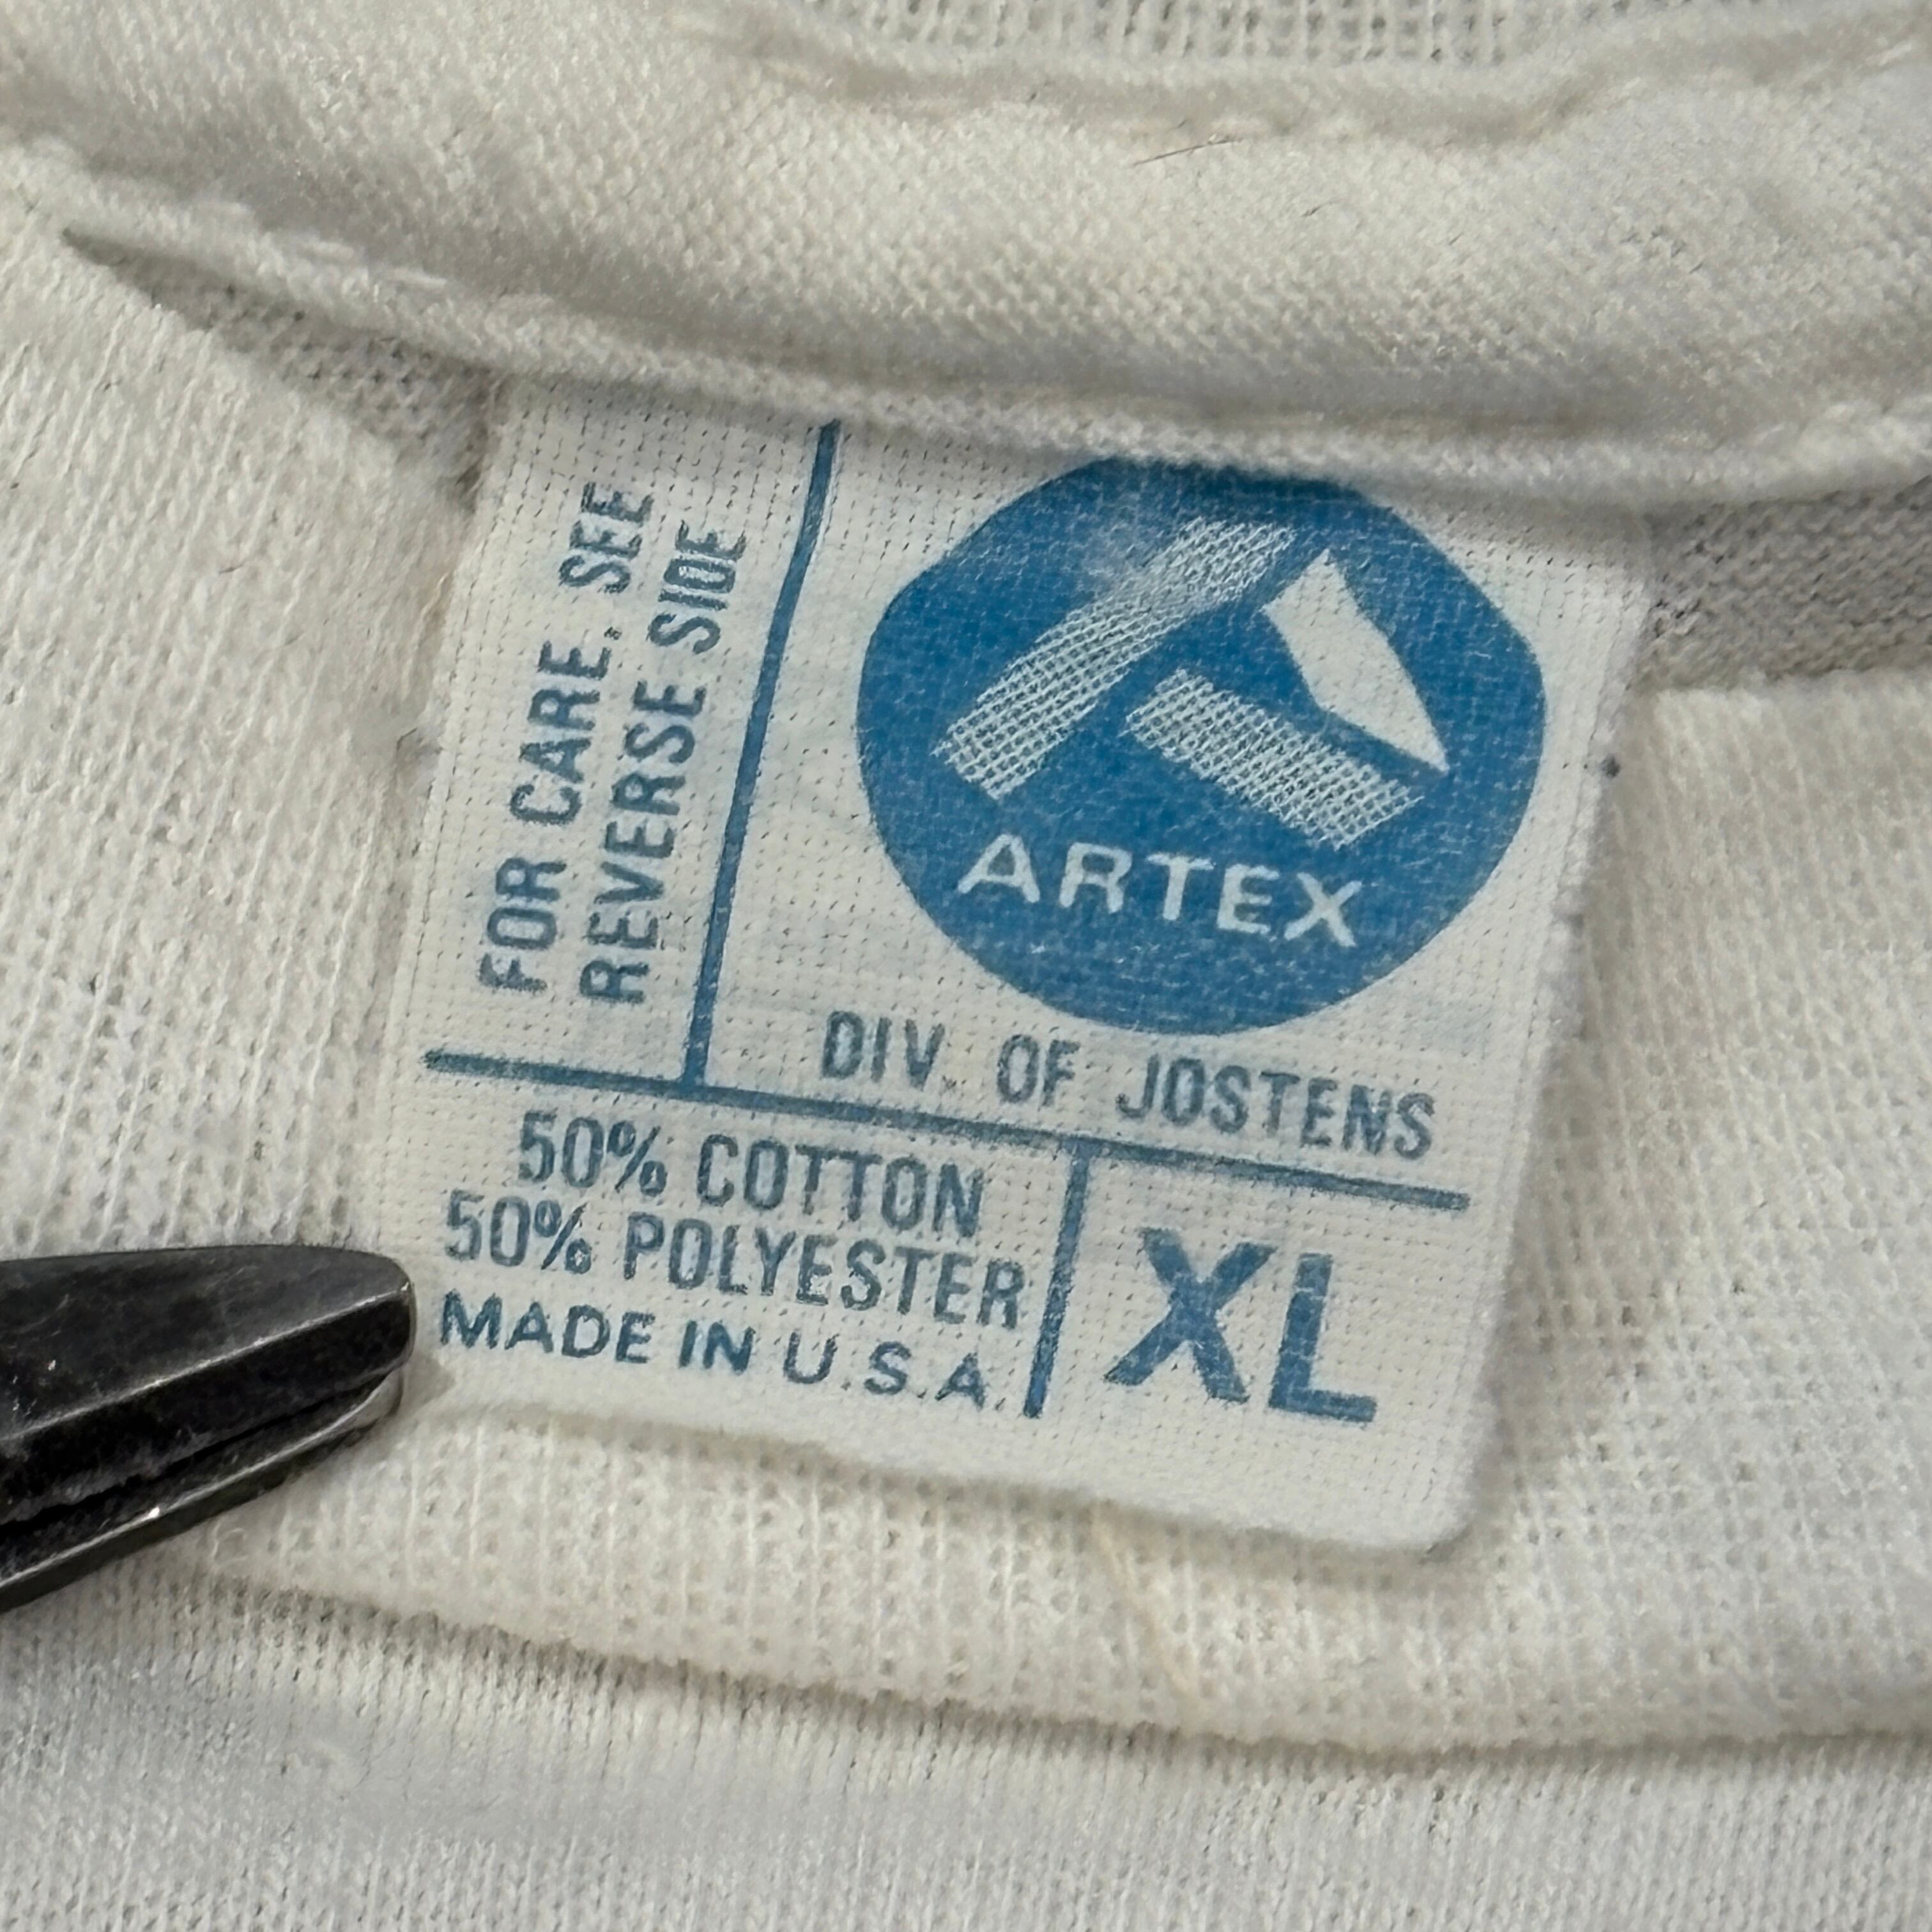 FOR CARE, SEE
REVERSE SIDE
ARTEX
DIV. OF JOSTENS
50% COTTON
50% POLYESTER
MADE IN U.S.A.
XL